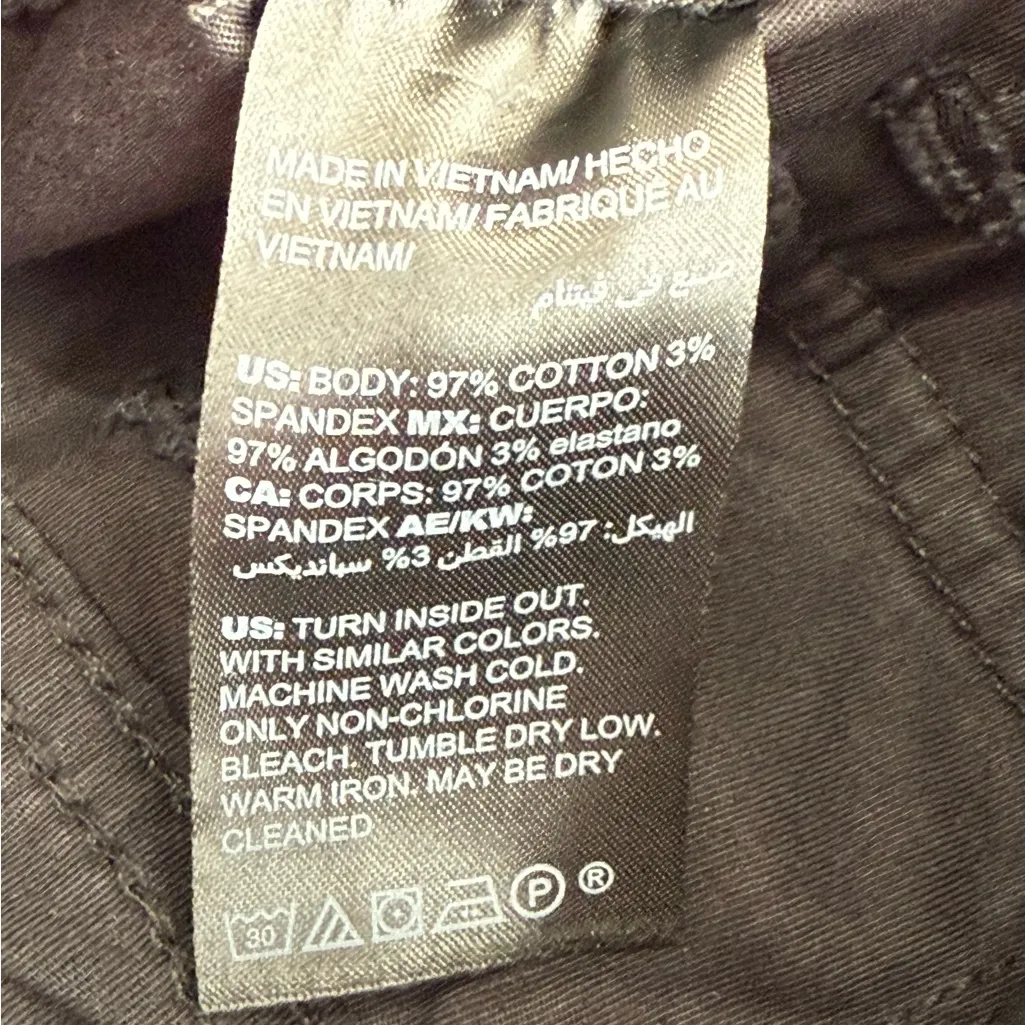 MADE IN VIETNAM/ HECHO
EN VIETNAM/ FABRIQUÉ AU
VIETNAM/
صنع في فيتنام
US: BODY: 97% COTTON 3%
SPANDEX MX: CUERPO:
97% ALGODÓN 3% elastano
CA: CORPS: 97% COTON 3%
SPANDEX AE/KW:
الهيكل: 97% القطن 3% سباندیکس
US: TURN INSIDE OUT.
WITH SIMILAR COLORS.
MACHINE WASH COLD.
ONLY NON-CHLORINE
BLEACH. TUMBLE DRY LOW.
WARM IRON. MAY BE DRY
CLEANED
30 P ®